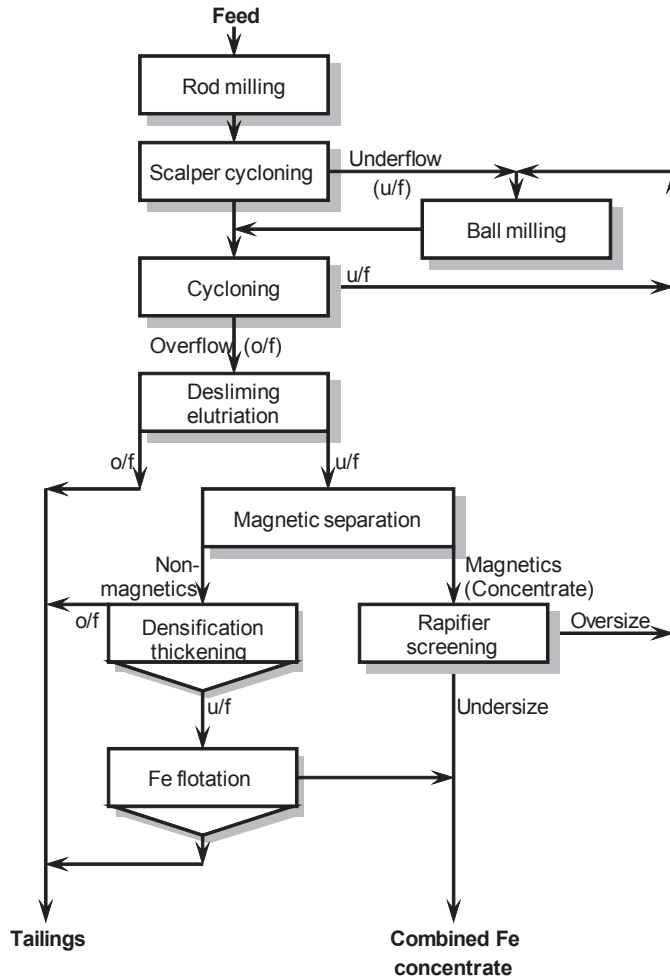 Feed
Rod milling
Scalper cycloning
Underflow
(u/f)
Ball milling
Cycloning
u/f
Overflow (o/f)
Desliming
elutriation
o/f
u/f
Magnetic separation
Non-
magnetics
Magnetics
(Concentrate)
o/f
Densification
thickening
Rapifier
screening
Oversize
u/f
Undersize
Fe flotation
Tailings
Combined Fe
concentrate